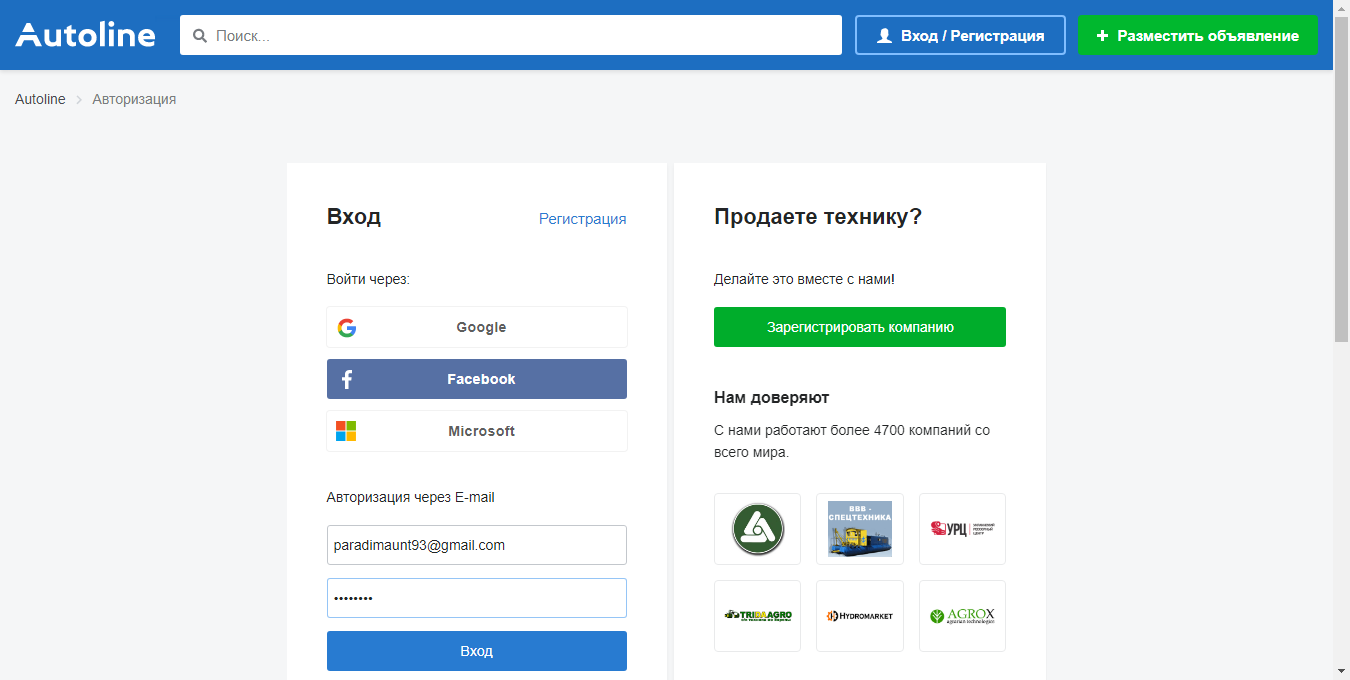 Autoline
Поиск...
Вход / Регистрация
+ Разместить объявление
Autoline > Авторизация
Вход
Регистрация
Войти через:
Google
Facebook
Microsoft
Авторизация через E-mail
paradimaunt93@gmail.com
••••••••
Вход
Продаете технику?
Делайте это вместе с нами!
Зарегистрировать компанию
Нам доверяют
С нами работают более 4700 компаний со
всего мира.
ВВВ -
СПЕЦТЕХНИКА
УРЦ
HYDROMARKET
AGROX
agrarian technologies